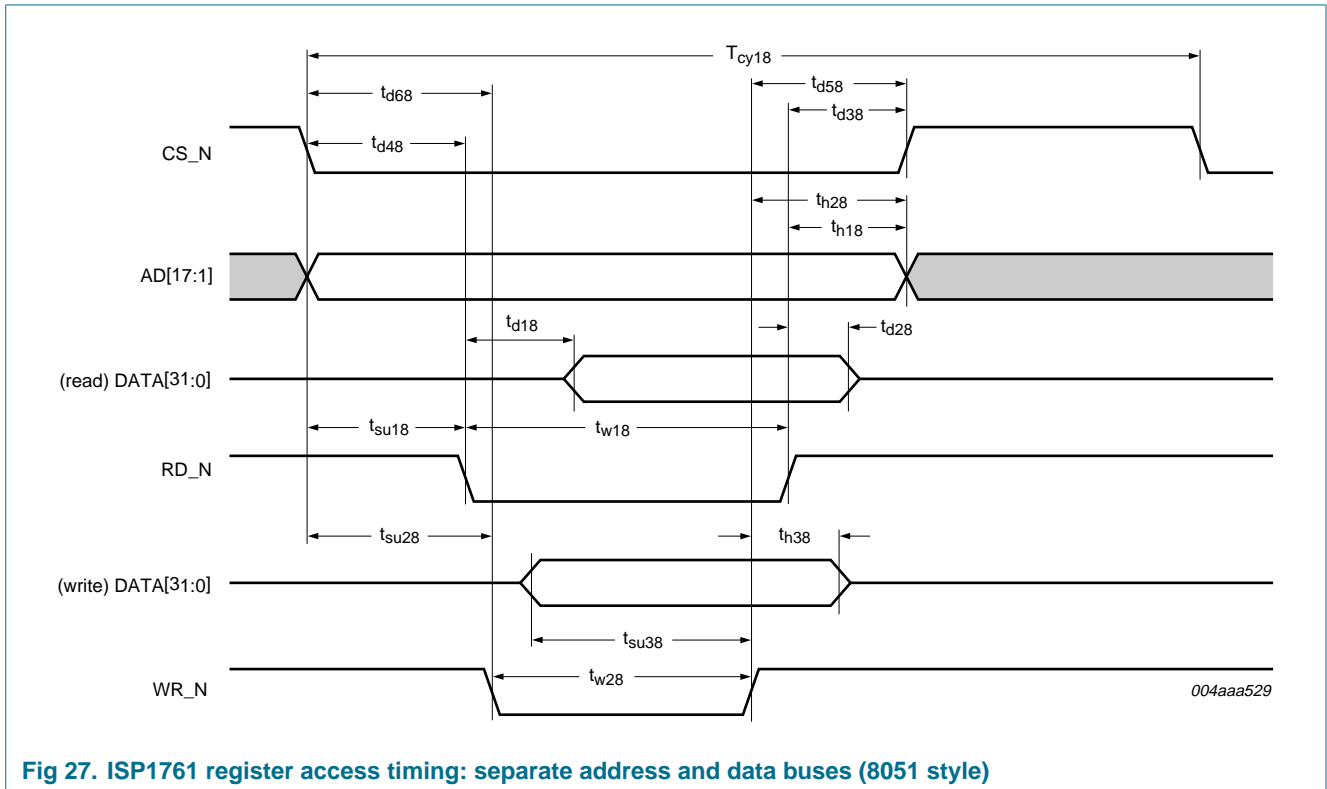 Tcy18
td58
td68
td38
CS_N
td48
th28
th18
AD[17:1]
td18
td28
(read) DATA[31:0]
tsu18
tw18
RD_N
tsu28
th38
(write) DATA[31:0]
tsu38
tw28
WR_N
004aaa529
Fig 27. ISP1761 register access timing: separate address and data buses (8051 style)